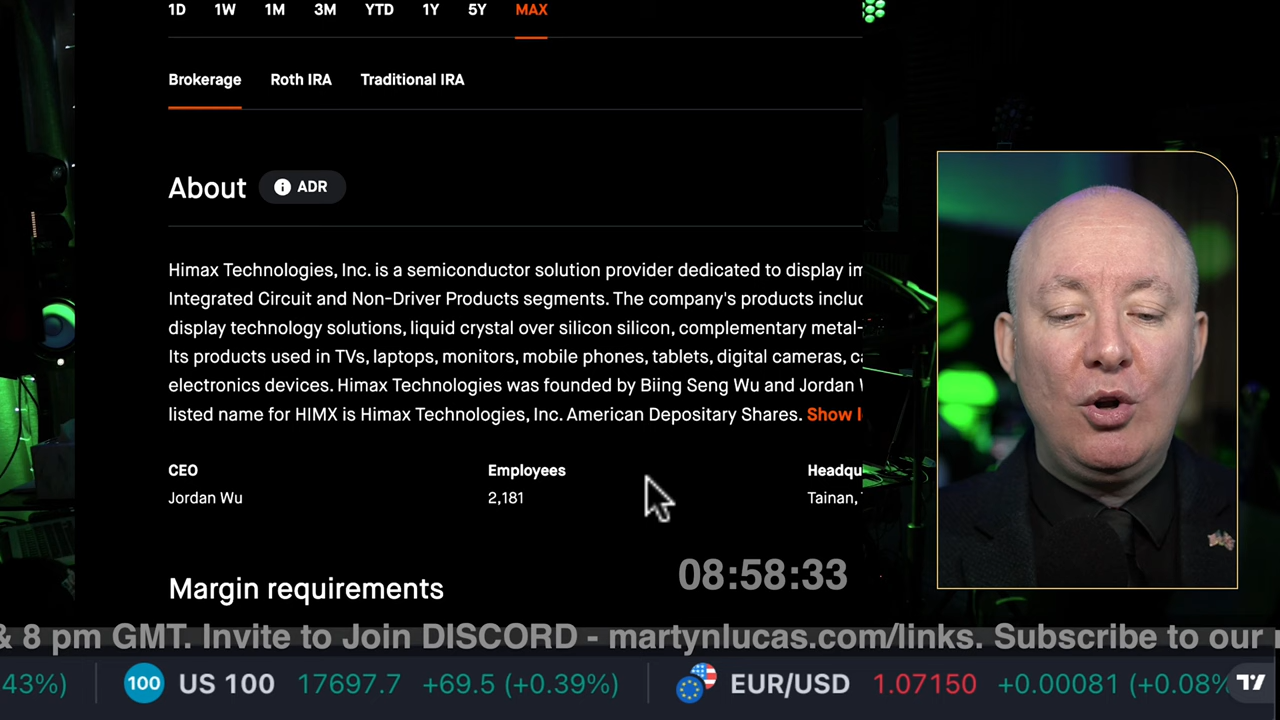 1D 1W 1M 3M YTD 1Y 5Y MAX
Brokerage Roth IRA Traditional IRA
About ADR
Himax Technologies, Inc. is a semiconductor solution provider dedicated to display im
Integrated Circuit and Non-Driver Products segments. The company's products includ
display technology solutions, liquid crystal over silicon silicon, complementary metal-
Its products used in TVs, laptops, monitors, mobile phones, tablets, digital cameras, ca
electronics devices. Himax Technologies was founded by Biing Seng Wu and Jordan W
listed name for HIMX is Himax Technologies, Inc. American Depositary Shares. Show l
CEO Employees Headqu
Jordan Wu 2,181 Tainan,
08:58:33
Margin requirements
& 8 pm GMT. Invite to Join DISCORD - martynlucas.com/links. Subscribe to our
43%) 100 US 100 17697.7 +69.5 (+0.39%) EUR/USD 1.07150 +0.00081 (+0.08%